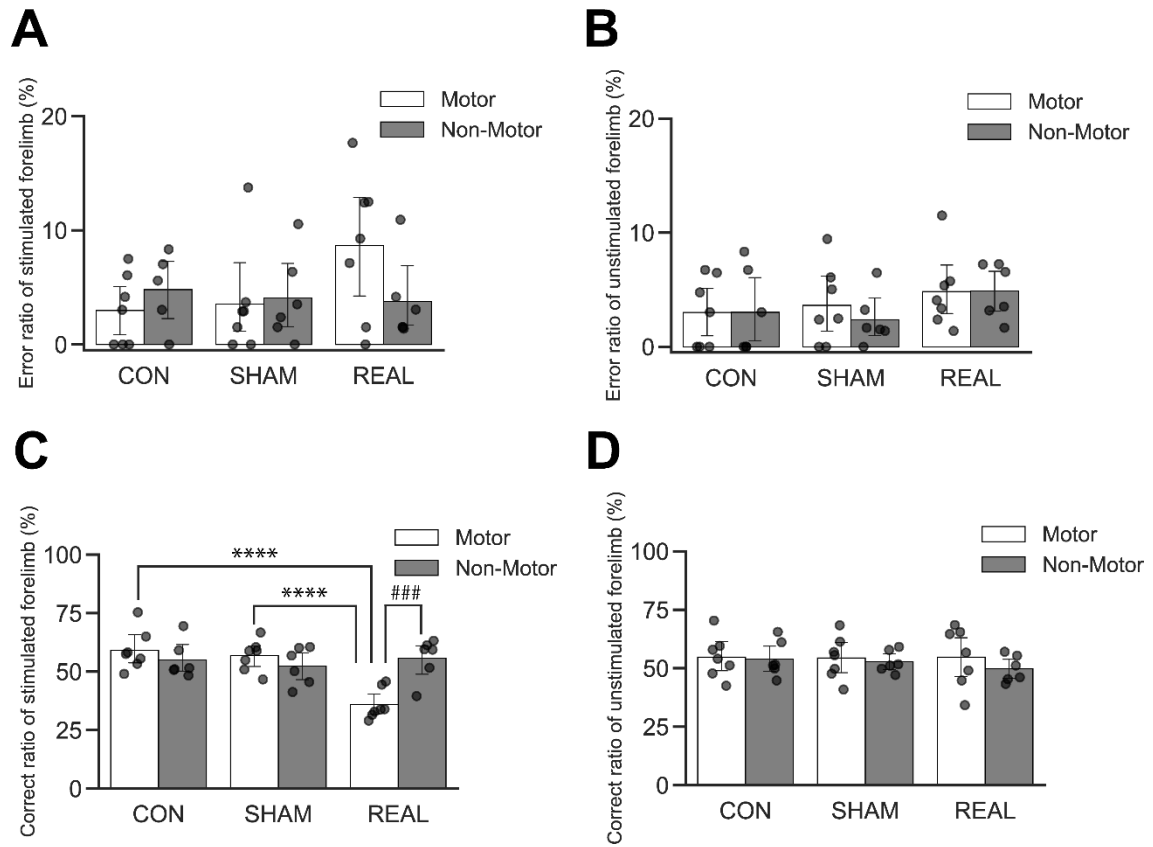 A
Error ratio of stimulated forelimb (%)
20
10
0
Motor
Non-Motor
CON SHAM REAL
B
Error ratio of unstimulated forelimb (%)
20
10
0
Motor
Non-Motor
CON SHAM REAL
C
Correct ratio of stimulated forelimb (%)
100
75
50
25
0
Motor
Non-Motor
****
****
###
CON SHAM REAL
D
Correct ratio of unstimulated forelimb (%)
100
75
50
25
0
Motor
Non-Motor
CON SHAM REAL